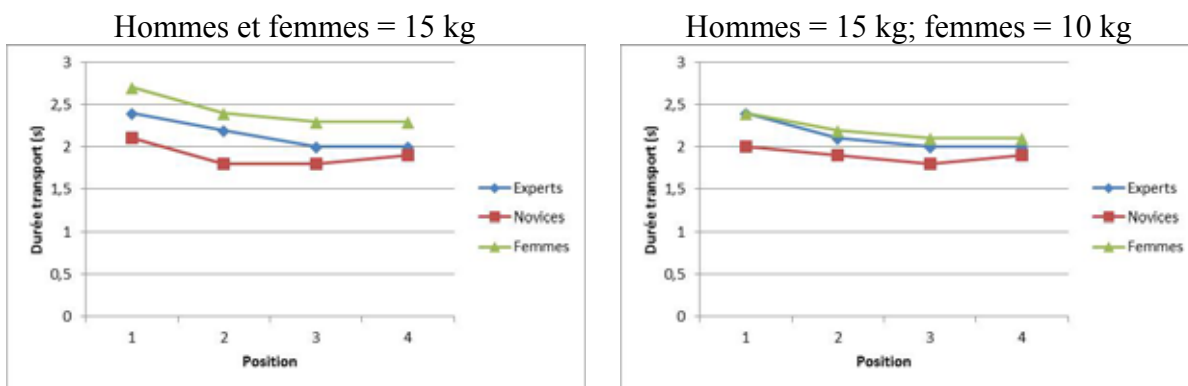 Hommes et femmes = 15 kg
3
2,5
2
1,5
1
0,5
0
Durée transport (s)
1 2 3 4
Position
Experts
Novices
Femmes
Hommes = 15 kg; femmes = 10 kg
3
2,5
2
1,5
1
0,5
0
Durée transport (s)
1 2 3 4
Position
Experts
Novices
Femmes